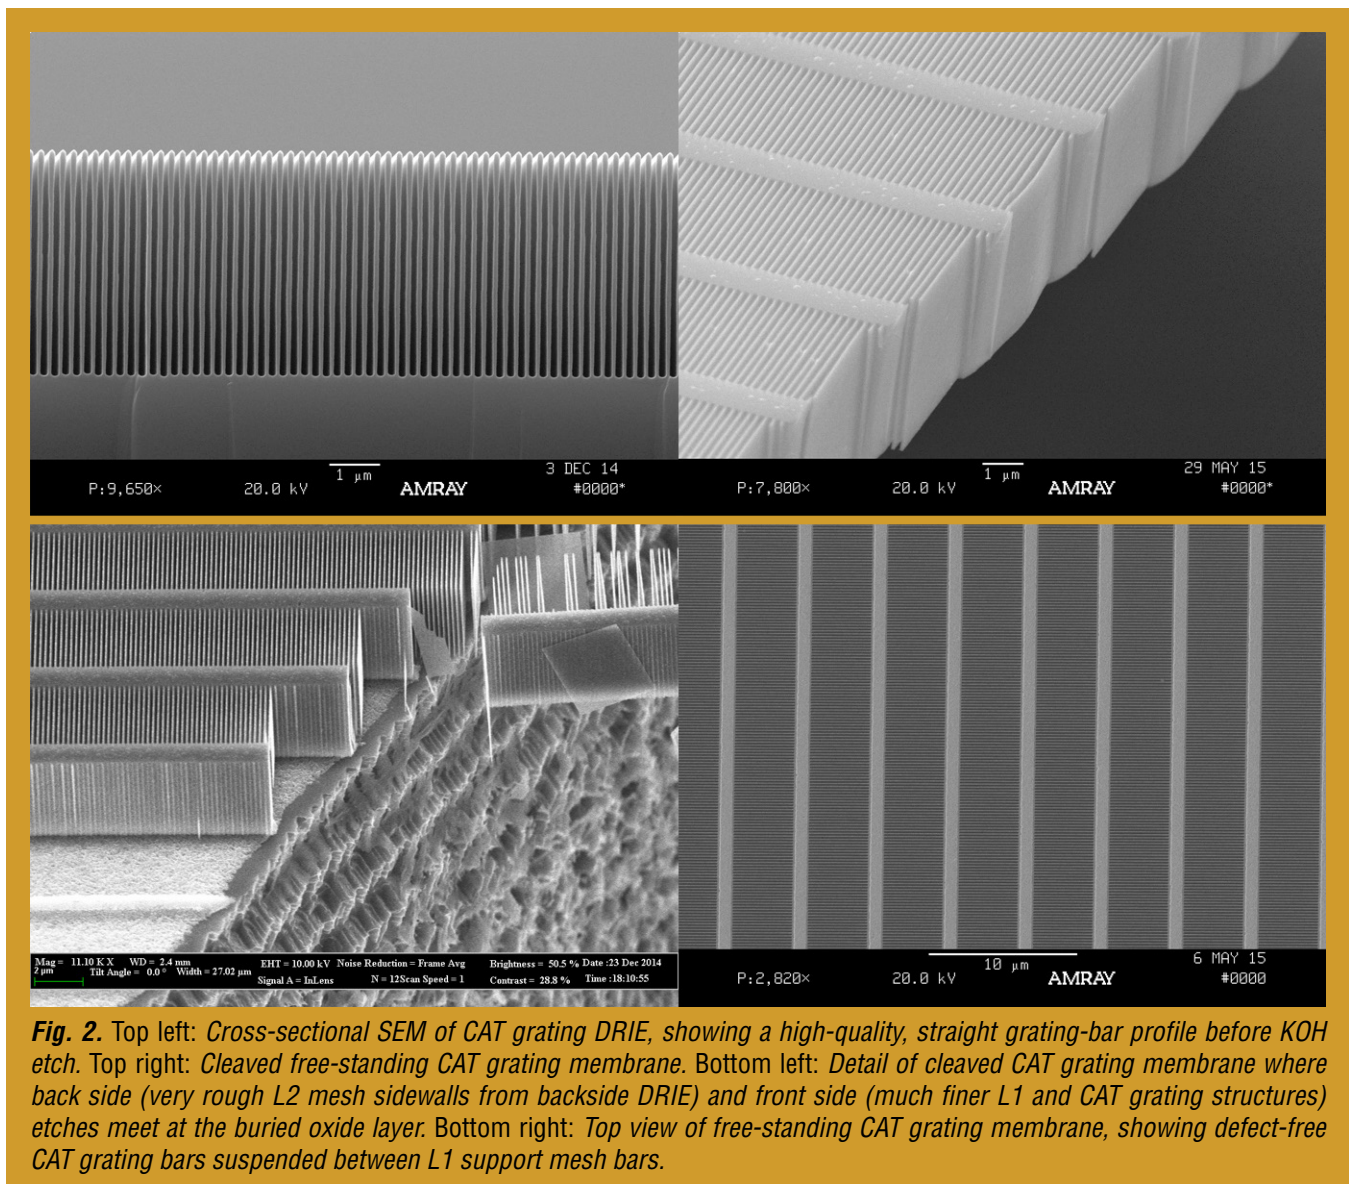 1 μm
3 DEC 14
P:9,650×
20.0 kV
AMRAY
#0000*
1 μm
29 MAY 15
P:7,800×
20.0 kV
AMRAY
#0000*
Mag = 11.10 K X WD = 2.4 mm EHT = 10.00 kV Noise Reduction = Frame Avg Brightness = 50.5 % Date :23 Dec 2014
2 μm Tilt Angle = 0.0° Width = 27.02 μm Signal A = InLens N = 12 Scan Speed = 1 Contrast = 28.8 % Time :18:10:55
10 μm
6 MAY 15
P:2,820×
20.0 kV
AMRAY
#0000
Fig. 2. Top left: Cross-sectional SEM of CAT grating DRIE, showing a high-quality, straight grating-bar profile before KOH
etch. Top right: Cleaved free-standing CAT grating membrane. Bottom left: Detail of cleaved CAT grating membrane where
back side (very rough L2 mesh sidewalls from backside DRIE) and front side (much finer L1 and CAT grating structures)
etches meet at the buried oxide layer. Bottom right: Top view of free-standing CAT grating membrane, showing defect-free
CAT grating bars suspended between L1 support mesh bars.